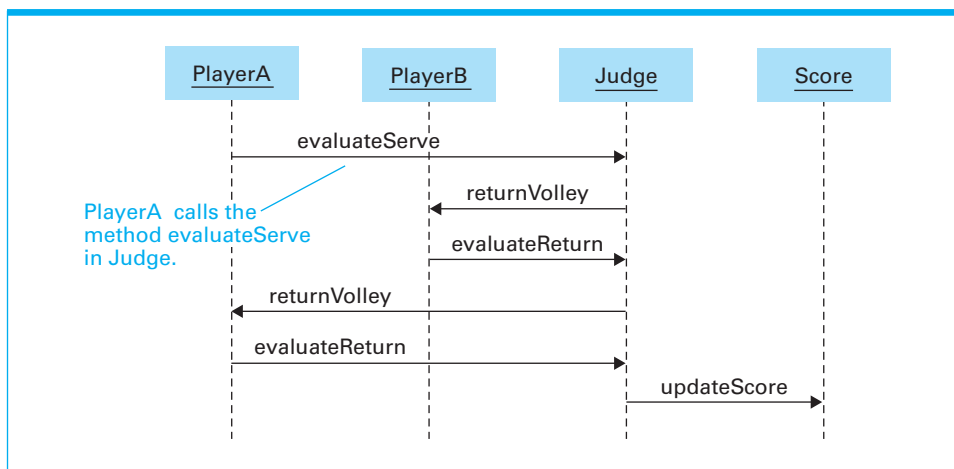 PlayerA
PlayerB
Judge
Score
evaluateServe
returnVolley
PlayerA calls the
method evaluateServe
in Judge.
evaluateReturn
returnVolley
evaluateReturn
updateScore